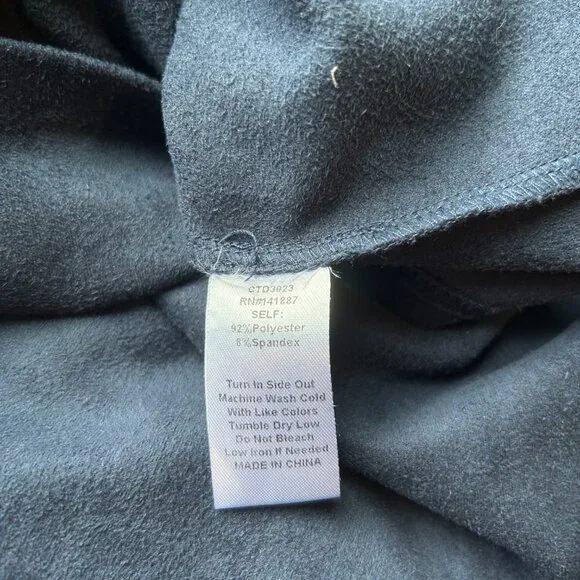 CTD3923
RN#141887
SELF:
92%Polyester
8%Spandex
Turn In Side Out
Machine Wash Cold
With Like Colors
Tumble Dry Low
Do Not Bleach
Low Iron If Needed
MADE IN CHINA